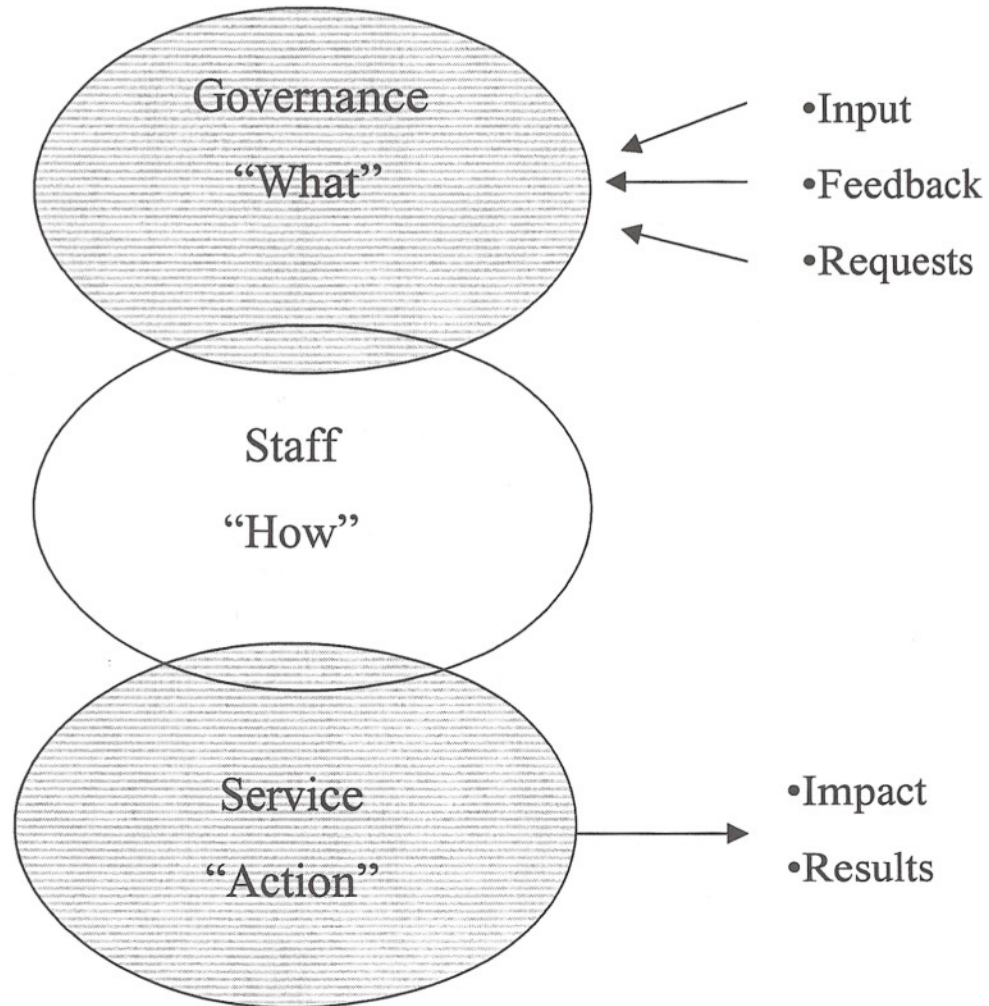 Governance
“What”
•Input
•Feedback
•Requests
Staff
“How”
Service
“Action”
•Impact
•Results